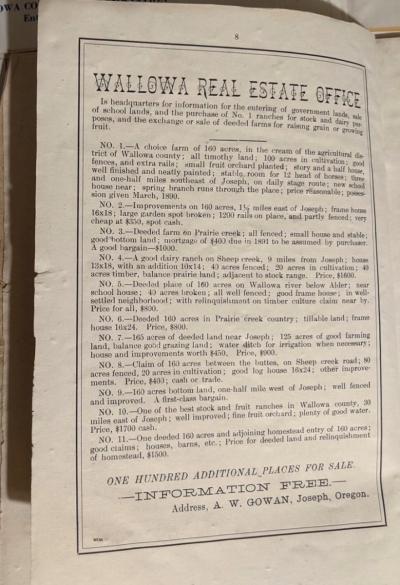 OWA CO
Ent
8
WALLOWA REAL ESTATE OFFICE
Is headquarters for information for the entering of government lands, sale
of school lands, and the purchase of No. 1 ranches for stock and dairy pur-
poses, and the exchange or sale of deeded farms for raising grain or growing
fruit.
NO. 1.—A choice farm of 160 acres, in the cream of the agricultural dis-
trict of Wallowa county; all timothy land; 100 acres in cultivation; good
fences, and extra rails; small fruit orchard planted; story and a half house,
well finished and neatly painted; stable room for 12 head of horses; three
and one-half miles southeast of Joseph, on daily stage route; new school
house near; spring branch runs through the place; price reasonable; posses-
sion given March, 1890.
NO. 2.—Improvements on 160 acres, 1½ miles east of Joseph; frame house
16x18; large garden spot broken; 1200 rails on place, and partly fenced; very
cheap at $350, spot cash.
NO. 3.—Deeded farm on Prairie creek; all fenced; small house and stable;
good bottom land; mortgage of $400 due in 1891 to be assumed by purchaser.
A good bargain—$1000.
NO. 4.—A good dairy ranch on Sheep creek, 9 miles from Joseph; house
12x18, with an addition 10x14; 40 acres fenced; 20 acres in cultivation; 40
acres timber, balance prairie land; adjacent to stock range. Price, $1600.
NO. 5.—Deeded place of 160 acres on Wallowa river below Alder; near
school house; 40 acres broken; all well fenced; good frame house; in well-
settled neighborhood; with relinquishment on timber culture claim near by.
Price for all, $800.
NO. 6.—Deeded 160 acres in Prairie creek country; tillable land; frame
house 16x24. Price, $800.
NO. 7.—165 acres of deeded land near Joseph; 125 acres of good farming
land, balance good grazing land; water ditch for irrigation when necessary;
house and improvements worth $450. Price, $900.
NO. 8.—Claim of 160 acres between the buttes, on Sheep creek road; 80
acres fenced, 20 acres in cultivation; good log house 16x24; other improve-
ments. Price, $400; cash or trade.
NO. 9.—160 acres bottom land, one-half mile west of Joseph; well fenced
and improved. A first-class bargain.
NO. 10.—One of the best stock and fruit ranches in Wallowa county, 30
miles east of Joseph; well improved; fine fruit orchard; plenty of good water.
Price, $1700 cash.
NO. 11.—One deeded 160 acres and adjoining homestead entry of 160 acres;
good claims; houses, barns, etc.; Price for deeded land and relinquishment
of homestead, $1500.
ONE HUNDRED ADDITIONAL PLACES FOR SALE.
—INFORMATION FREE.—
Address, A. W. GOWAN, Joseph, Oregon.